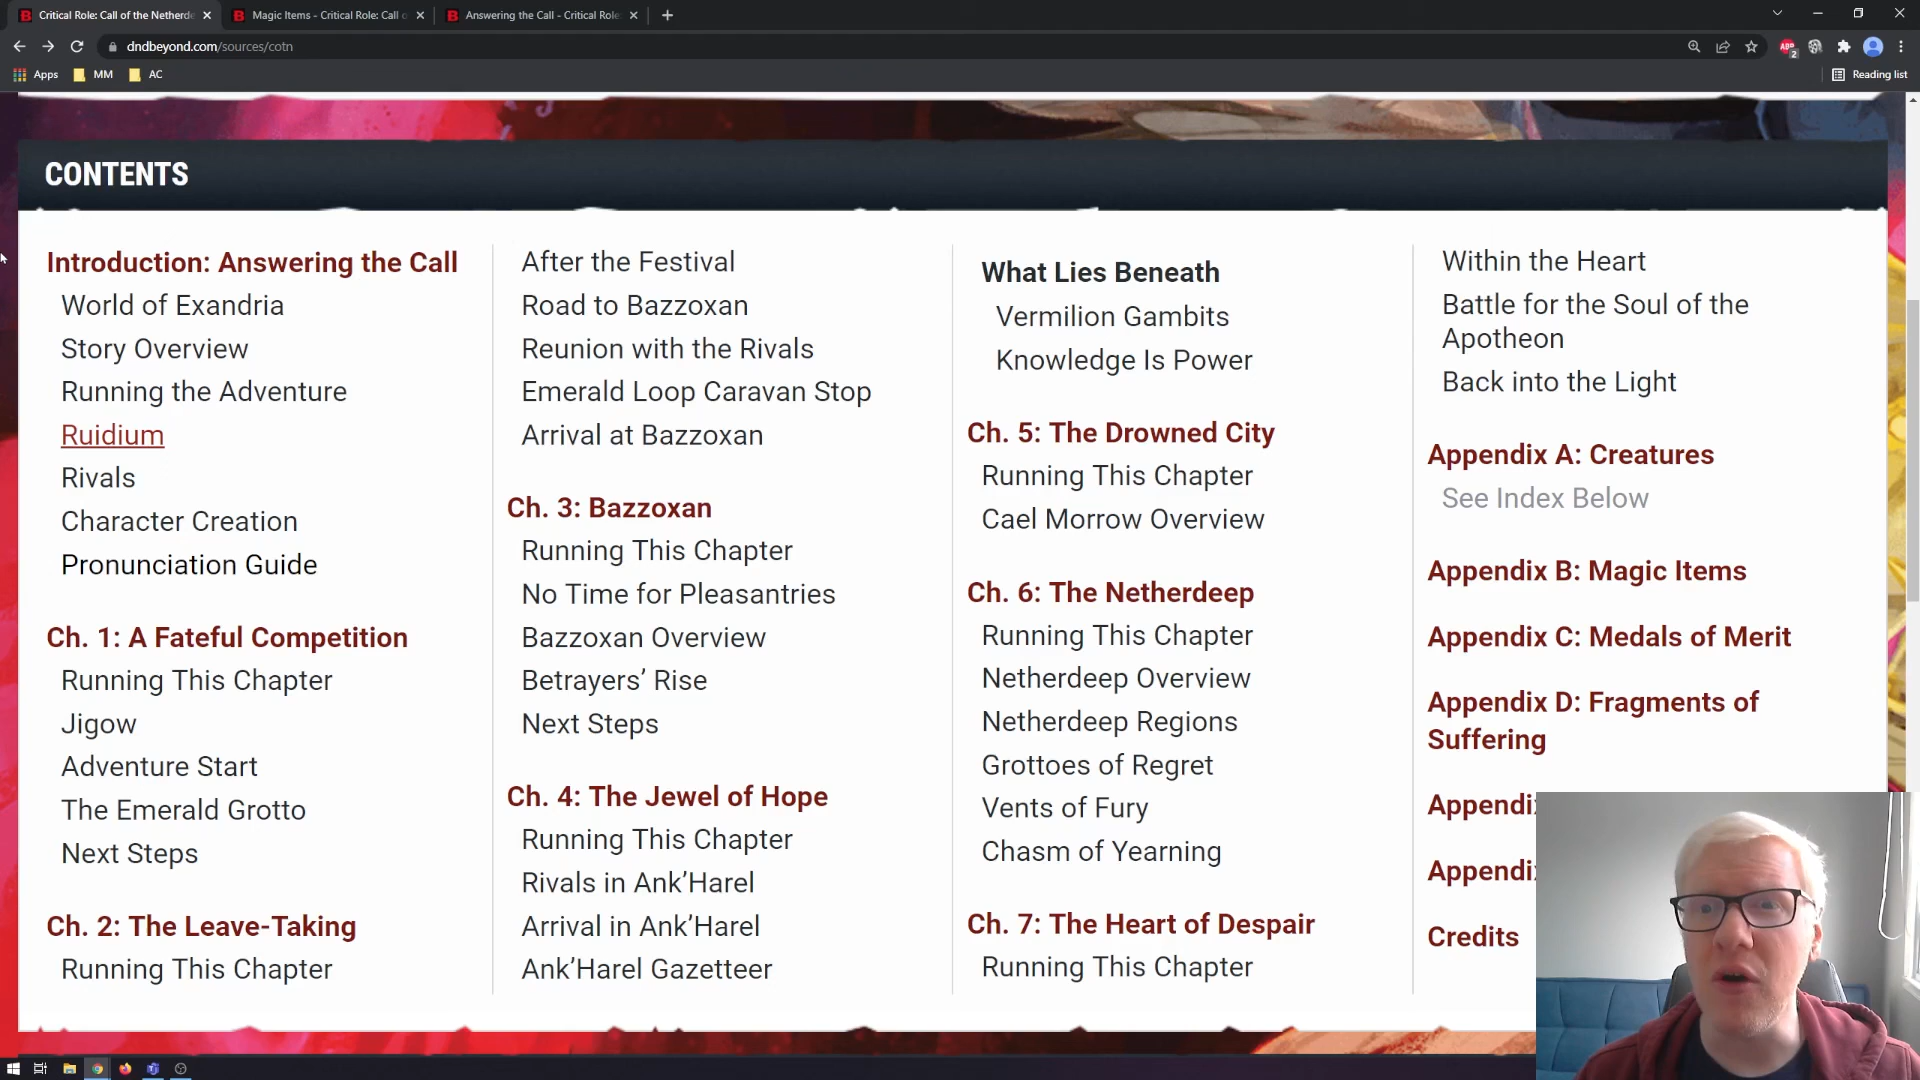 Critical Role: Call of the Netherde
Magic Items - Critical Role: Call o
Answering the Call - Critical Role:
dndbeyond.com/sources/cotn
ABP
2
Apps
MM
AC
Reading list
CONTENTS
Introduction: Answering the Call
World of Exandria
Story Overview
Running the Adventure
Ruidium
Rivals
Character Creation
Pronunciation Guide
Ch. 1: A Fateful Competition
Running This Chapter
Jigow
Adventure Start
The Emerald Grotto
Next Steps
Ch. 2: The Leave-Taking
Running This Chapter
After the Festival
Road to Bazzoxan
Reunion with the Rivals
Emerald Loop Caravan Stop
Arrival at Bazzoxan
Ch. 3: Bazzoxan
Running This Chapter
No Time for Pleasantries
Bazzoxan Overview
Betrayers’ Rise
Next Steps
Ch. 4: The Jewel of Hope
Running This Chapter
Rivals in Ank’Harel
Arrival in Ank’Harel
Ank’Harel Gazetteer
What Lies Beneath
Vermilion Gambits
Knowledge Is Power
Ch. 5: The Drowned City
Running This Chapter
Cael Morrow Overview
Ch. 6: The Netherdeep
Running This Chapter
Netherdeep Overview
Netherdeep Regions
Grottoes of Regret
Vents of Fury
Chasm of Yearning
Ch. 7: The Heart of Despair
Running This Chapter
Within the Heart
Battle for the Soul of the
Apotheon
Back into the Light
Appendix A: Creatures
See Index Below
Appendix B: Magic Items
Appendix C: Medals of Merit
Appendix D: Fragments of
Suffering
Appendi
Appendi
Credits